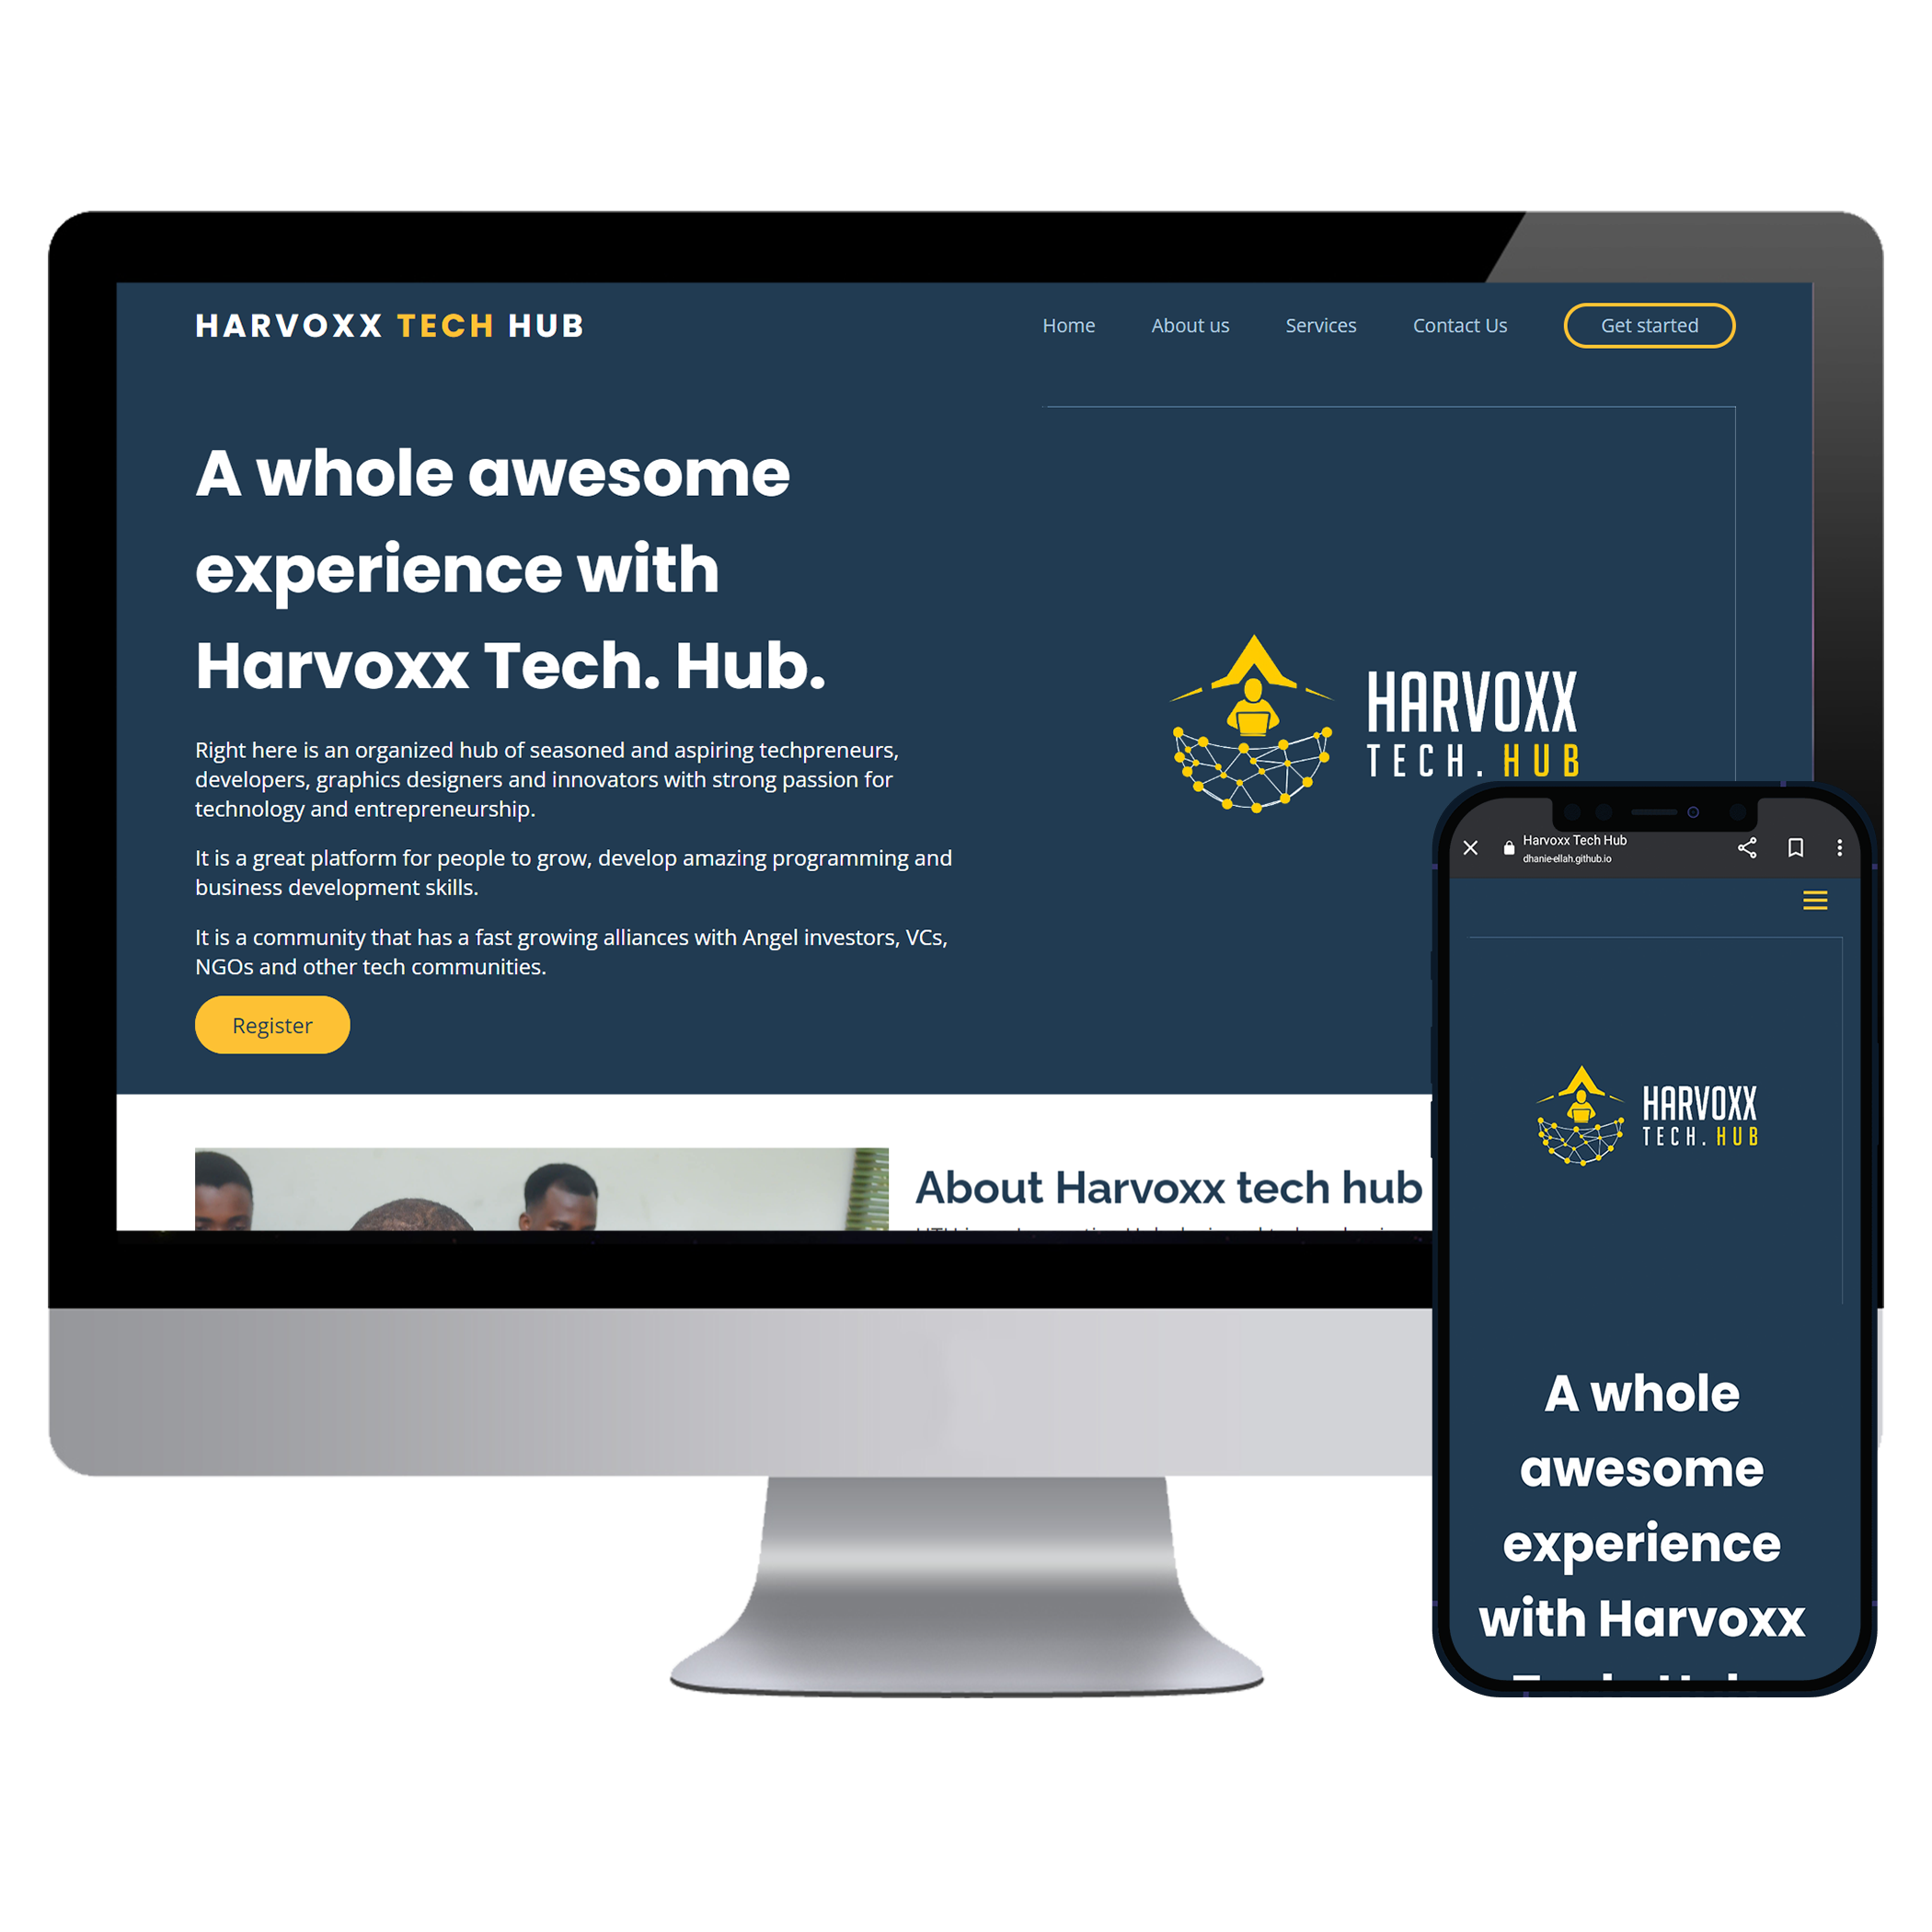 HARVOXX TECH HUB
Home
About us
Services
Contact Us
Get started
A whole awesome
experience with
Harvoxx Tech. Hub.
Right here is an organized hub of seasoned and aspiring techpreneurs,
developers, graphics designers and innovators with strong passion for
technology and entrepreneurship.
It is a great platform for people to grow, develop amazing programming and
business development skills.
It is a community that has a fast growing alliances with Angel investors, VCs,
NGOs and other tech communities.
Register
HARVOXX
TECH. HUB
About Harvoxx tech hub
Harvoxx Tech Hub
dhanie-ellah.github.io
HARVOXX
TECH. HUB
A whole
awesome
experience
with Harvoxx